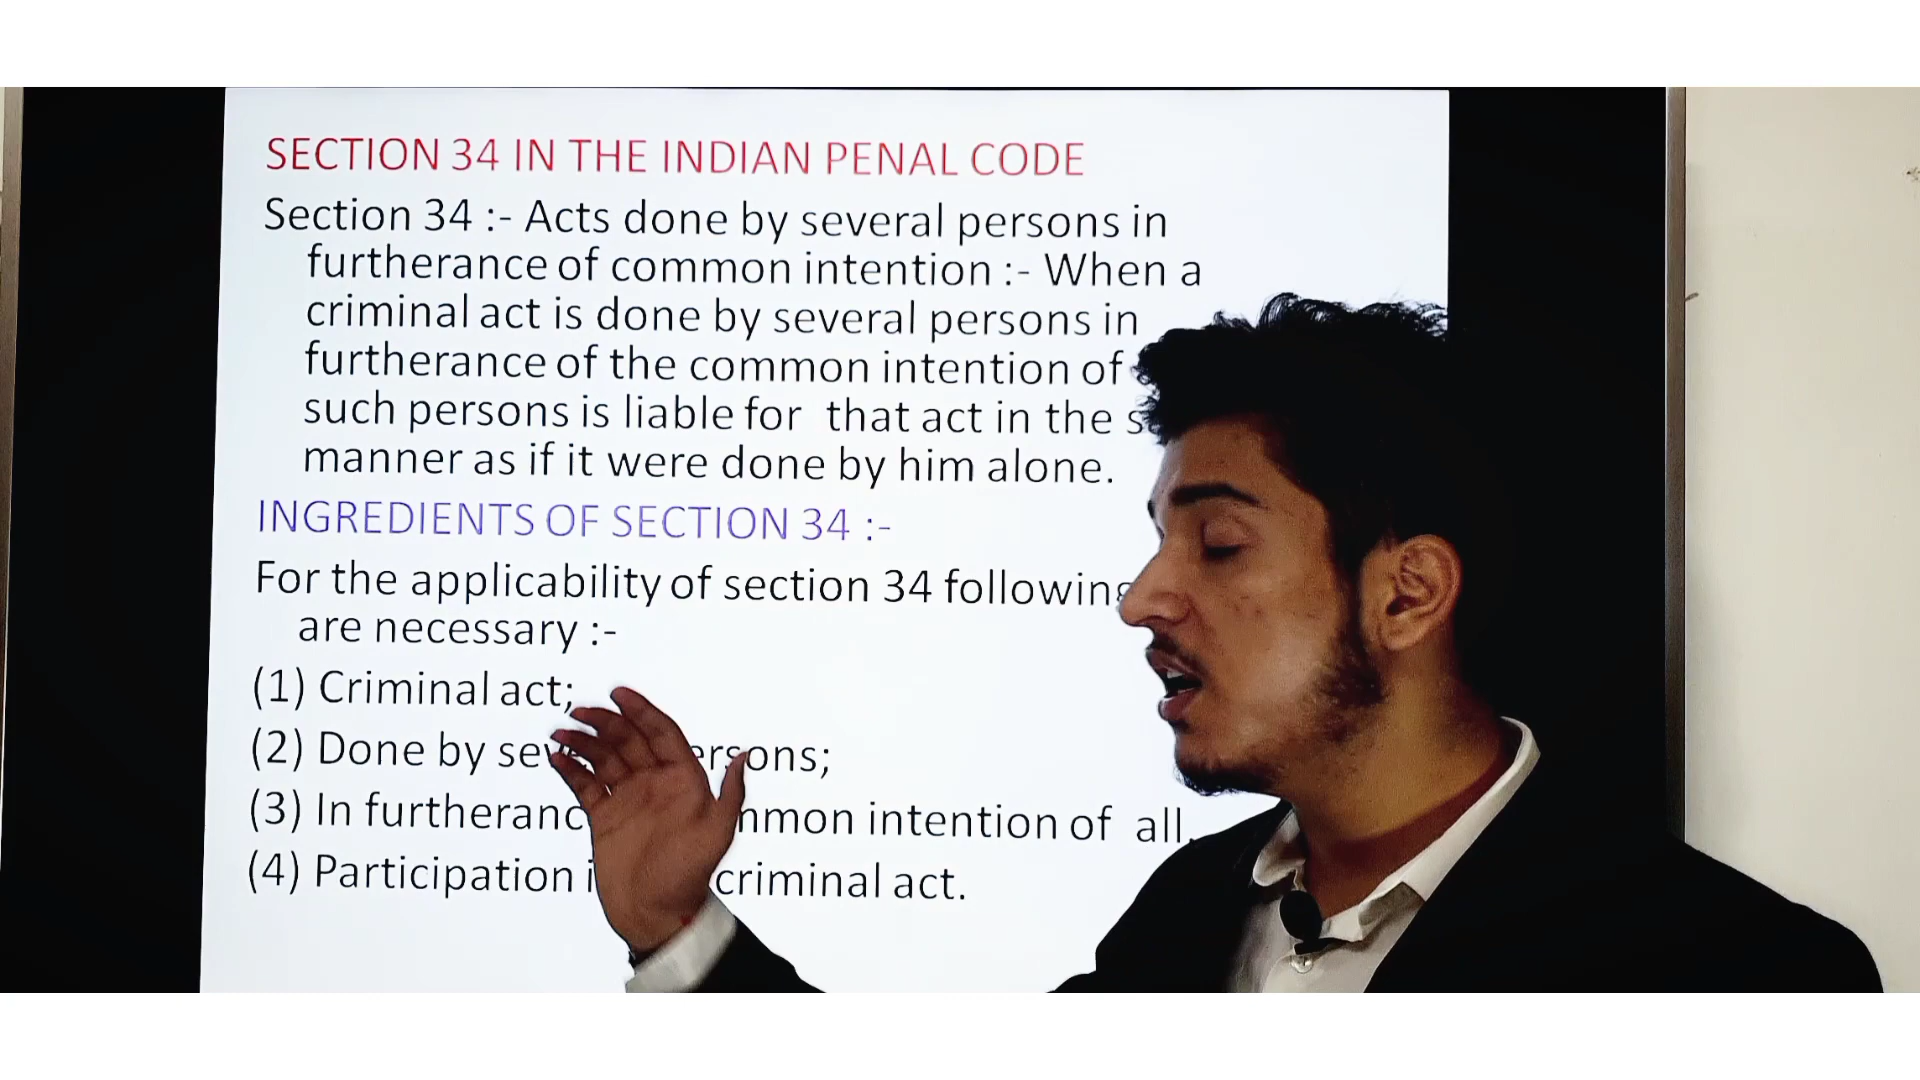 SECTION 34 IN THE INDIAN PENAL CODE
Section 34 :- Acts done by several persons in
furtherance of common intention :- When a
criminal act is done by several persons in
furtherance of the common intention of
such persons is liable for that act in the
manner as if it were done by him alone.
INGREDIENTS OF SECTION 34 :-
For the applicability of section 34 following
are necessary :-
(1) Criminal act;
(2) Done by
(3) In intention of all.
(4) Participation criminal act.